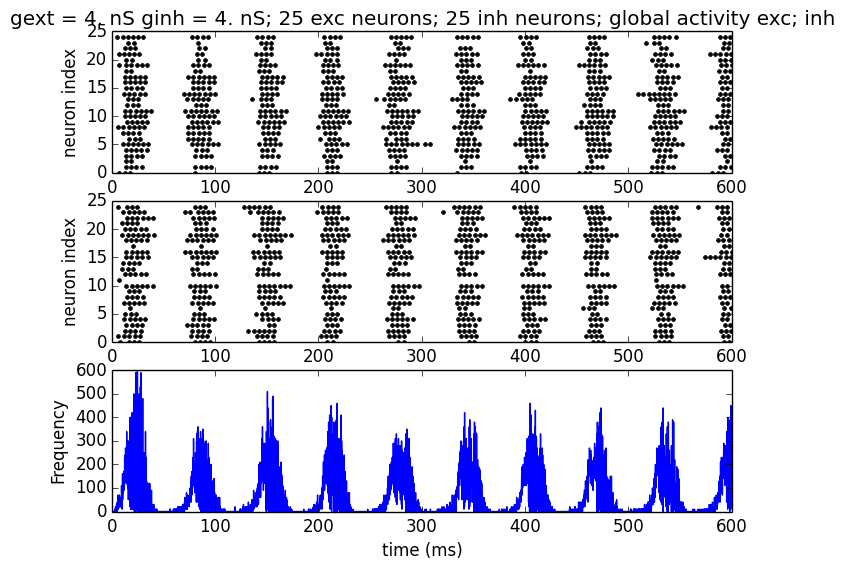 gext = 4. nS ginh = 4. nS; 25 exc neurons; 25 inh neurons; global activity exc; inh
25
20
15
10
5
0
neuron index
0 100 200 300 400 500 600
25
20
15
10
5
0
neuron index
0 100 200 300 400 500 600
600
500
400
300
200
100
0
Frequency
0 100 200 300 400 500 600
time (ms)